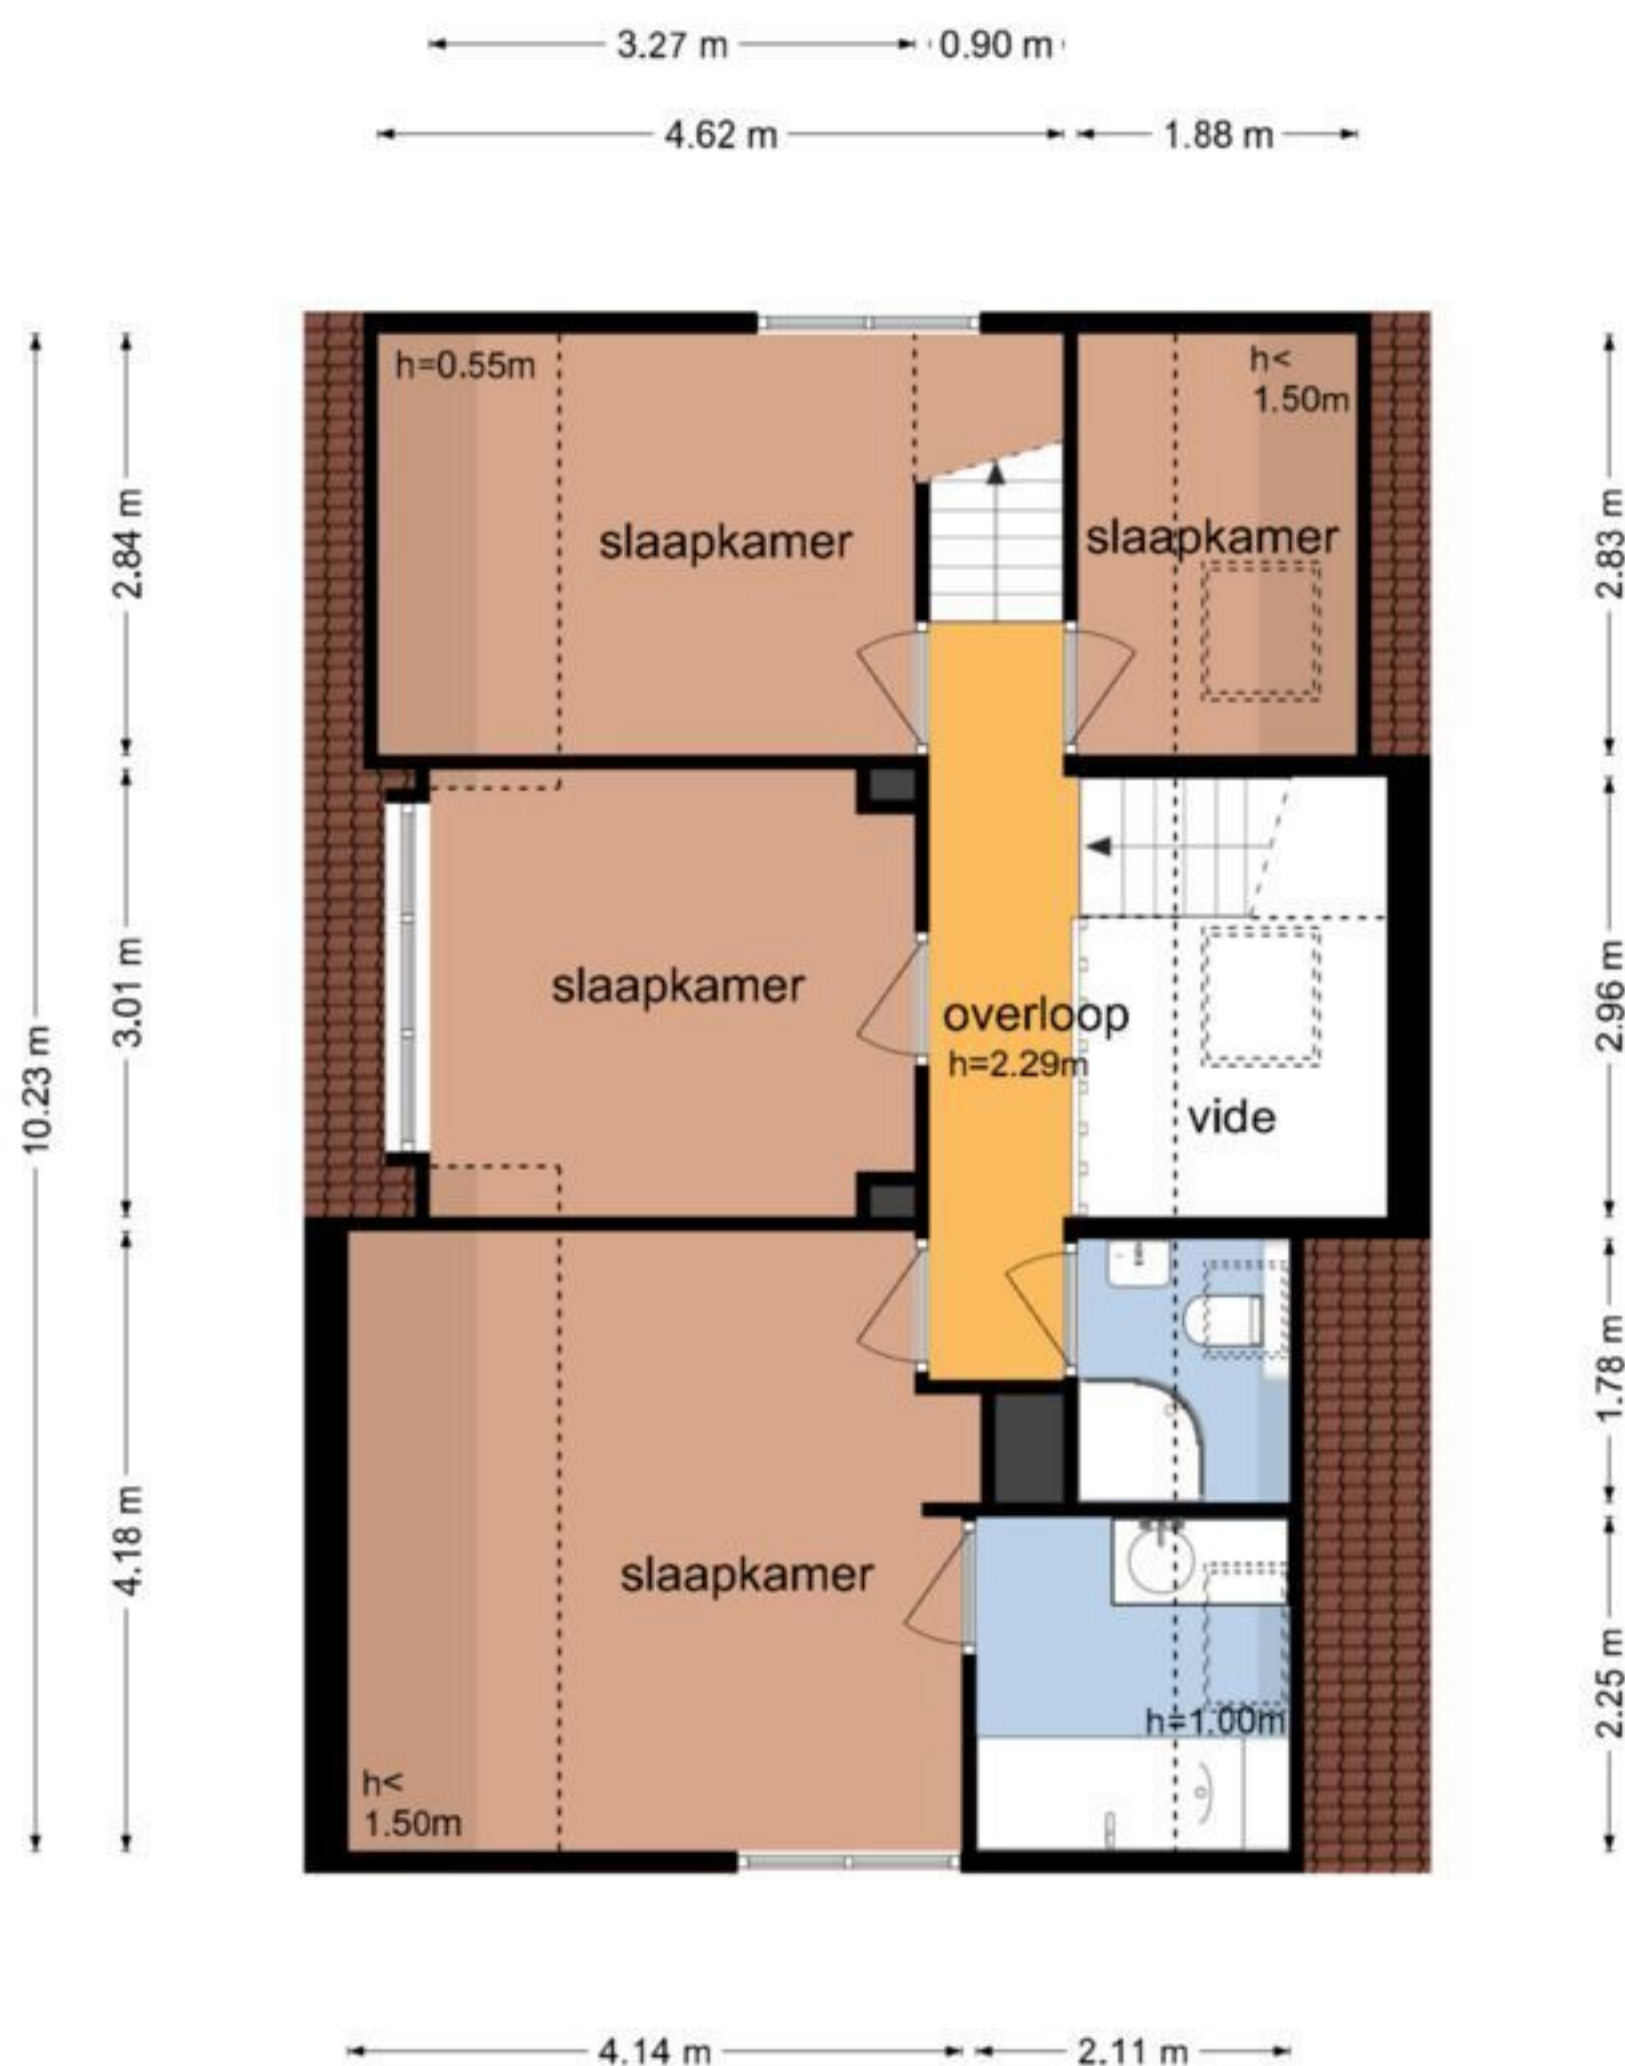 3.27 m
0.90 m
4.62 m
1.88 m
h=0.55m
h<
1.50m
slaapkamer
slaapkamer
2.84 m
2.83 m
slaapkamer
overloop
h=2.29m
vide
10.23 m
3.01 m
2.96 m
1.78 m
slaapkamer
4.18 m
h=1.00m
2.25 m
h<
1.50m
4.14 m
2.11 m